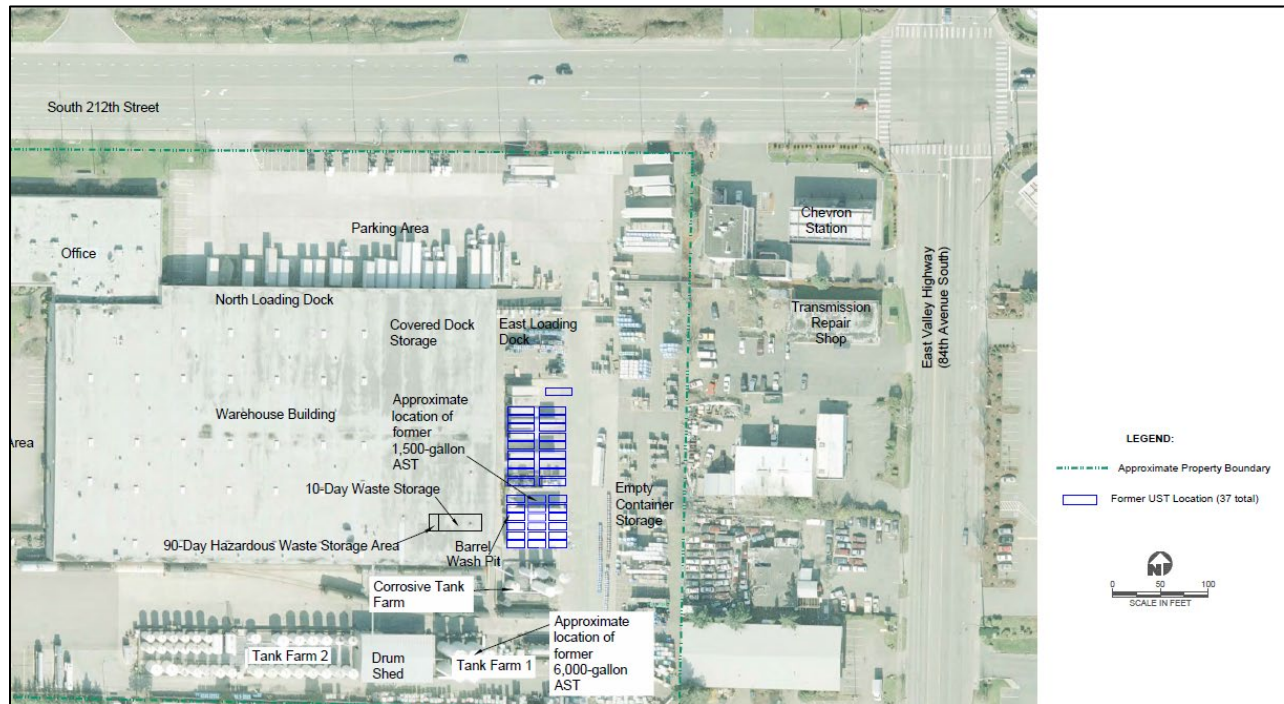 South 212th Street
Parking Area
Chevron
Station
Office
North Loading Dock
Covered Dock
Storage
East Loading
Dock
Transmission
Repair
Shop
East Valley Highway
(84th Avenue South)
Approximate
location of
former
1,500-gallon
AST
Warehouse Building
Area
10-Day Waste Storage
Empty
Container
Storage
90-Day Hazardous Waste Storage Area
Barrel
Wash Pit
Corrosive Tank
Farm
Approximate
location of
former
6,000-gallon
AST
Tank Farm 2
Drum
Shed
Tank Farm 1
LEGEND:
Approximate Property Boundary
Former UST Location (37 total)
N
0 50 100
SCALE IN FEET